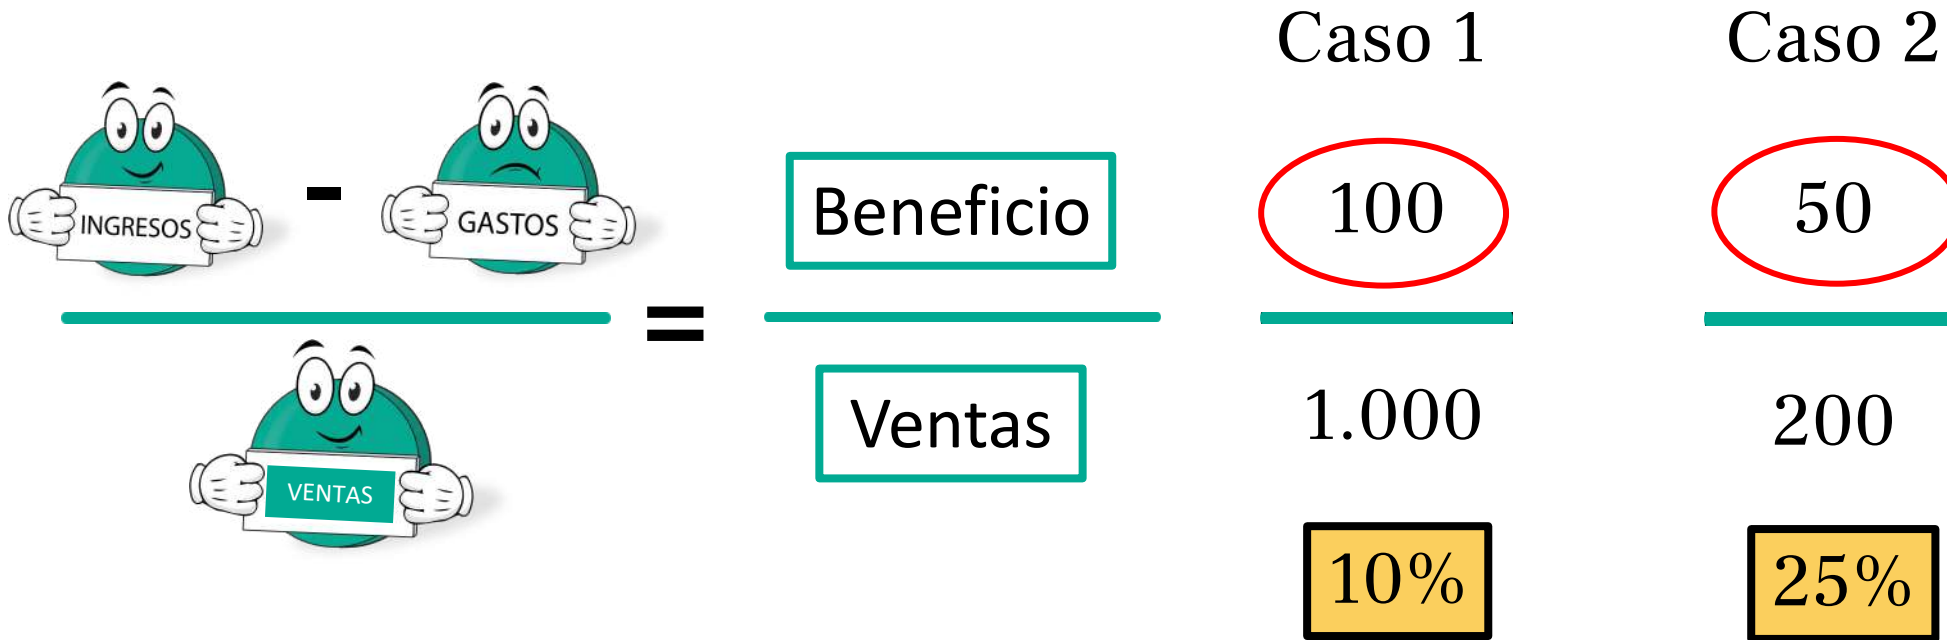 Caso 1
Caso 2
INGRESOS
-
GASTOS
=
Beneficio
100
50
VENTAS
Ventas
1.000
200
10%
25%